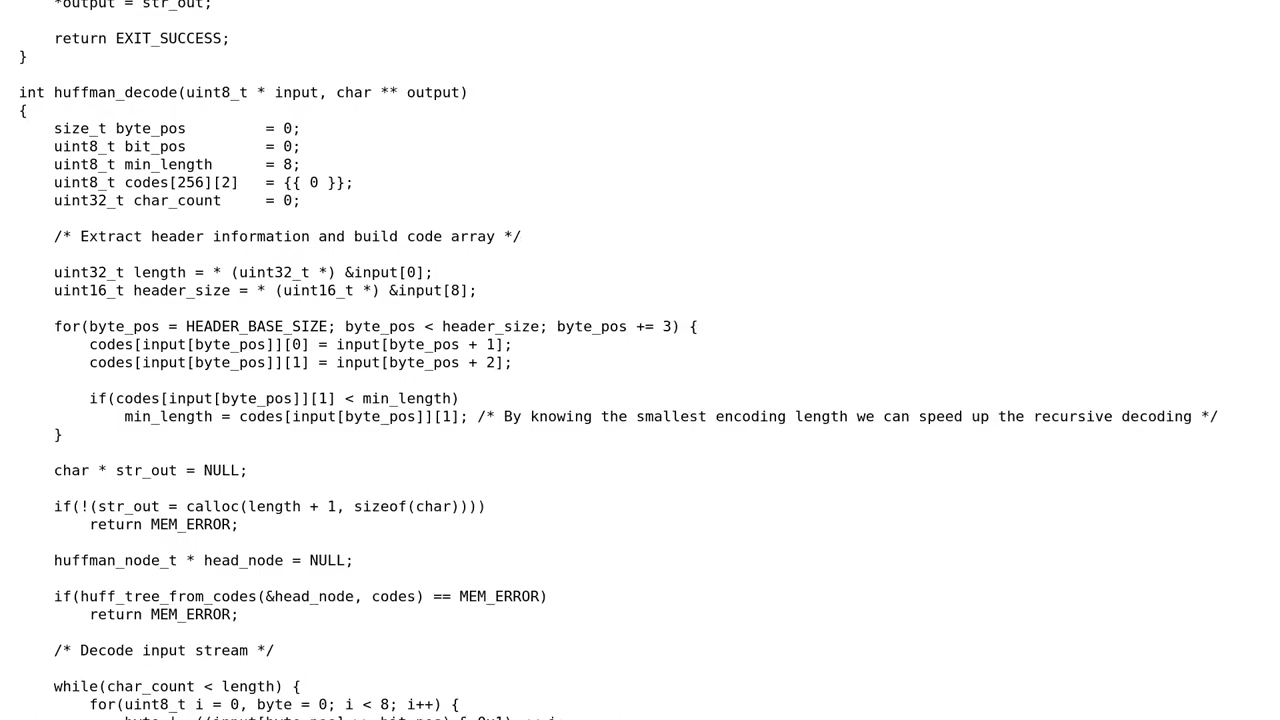 *output = str_out;

    return EXIT_SUCCESS;
}

int huffman_decode(uint8_t * input, char ** output)
{
    size_t byte_pos         = 0;
    uint8_t bit_pos         = 0;
    uint8_t min_length      = 8;
    uint8_t codes[256][2]   = {{ 0 }};
    uint32_t char_count     = 0;

    /* Extract header information and build code array */

    uint32_t length = * (uint32_t *) &input[0];
    uint16_t header_size = * (uint16_t *) &input[8];

    for(byte_pos = HEADER_BASE_SIZE; byte_pos < header_size; byte_pos += 3) {
        codes[input[byte_pos]][0] = input[byte_pos + 1];
        codes[input[byte_pos]][1] = input[byte_pos + 2];

        if(codes[input[byte_pos]][1] < min_length)
            min_length = codes[input[byte_pos]][1]; /* By knowing the smallest encoding length we can speed up the recursive decoding */
    }

    char * str_out = NULL;

    if(!(str_out = calloc(length + 1, sizeof(char))))
        return MEM_ERROR;

    huffman_node_t * head_node = NULL;

    if(huff_tree_from_codes(&head_node, codes) == MEM_ERROR)
        return MEM_ERROR;

    /* Decode input stream */

    while(char_count < length) {
        for(uint8_t i = 0, byte = 0; i < 8; i++) {